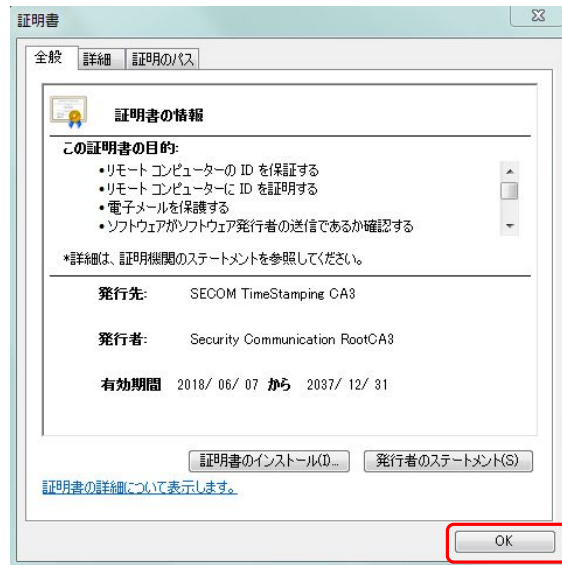 証明書
全般 詳細 証明のパス
証明書の情報
この証明書の目的:
•リモート コンピューターの ID を保証する
•リモート コンピューターに ID を証明する
•電子メールを保護する
•ソフトウェアがソフトウェア発行者の送信であるか確認する
*詳細は、証明機関のステートメントを参照してください。
発行先: SECOM TimeStamping CA3
発行者: Security Communication RootCA3
有効期間 2018/ 06/ 07 から 2037/ 12/ 31
証明書のインストール(I)... 発行者のステートメント(S)
証明書の詳細について表示します。
OK